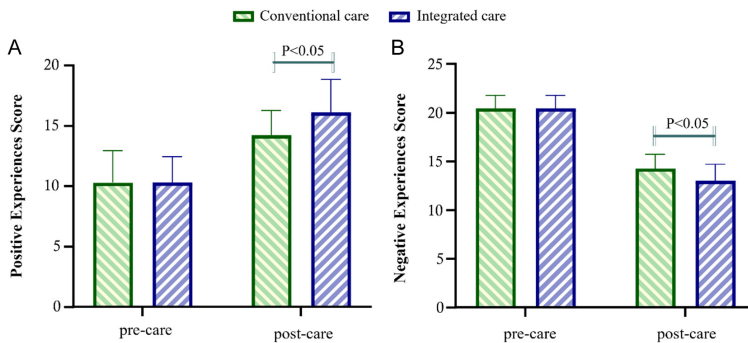 Conventional care Integrated care
A
Positive Experiences Score
20
15
10
5
0
P<0.05
pre-care post-care
B
Negative Experiences Score
25
20
15
10
5
0
P<0.05
pre-care post-care